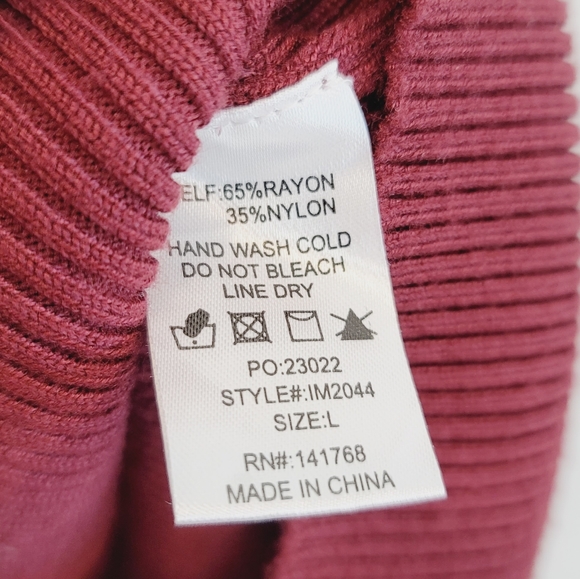 ELF:65%RAYON
35%NYLON
HAND WASH COLD
DO NOT BLEACH
LINE DRY
PO:23022
STYLE#:IM2044
SIZE:L
RN#:141768
MADE IN CHINA